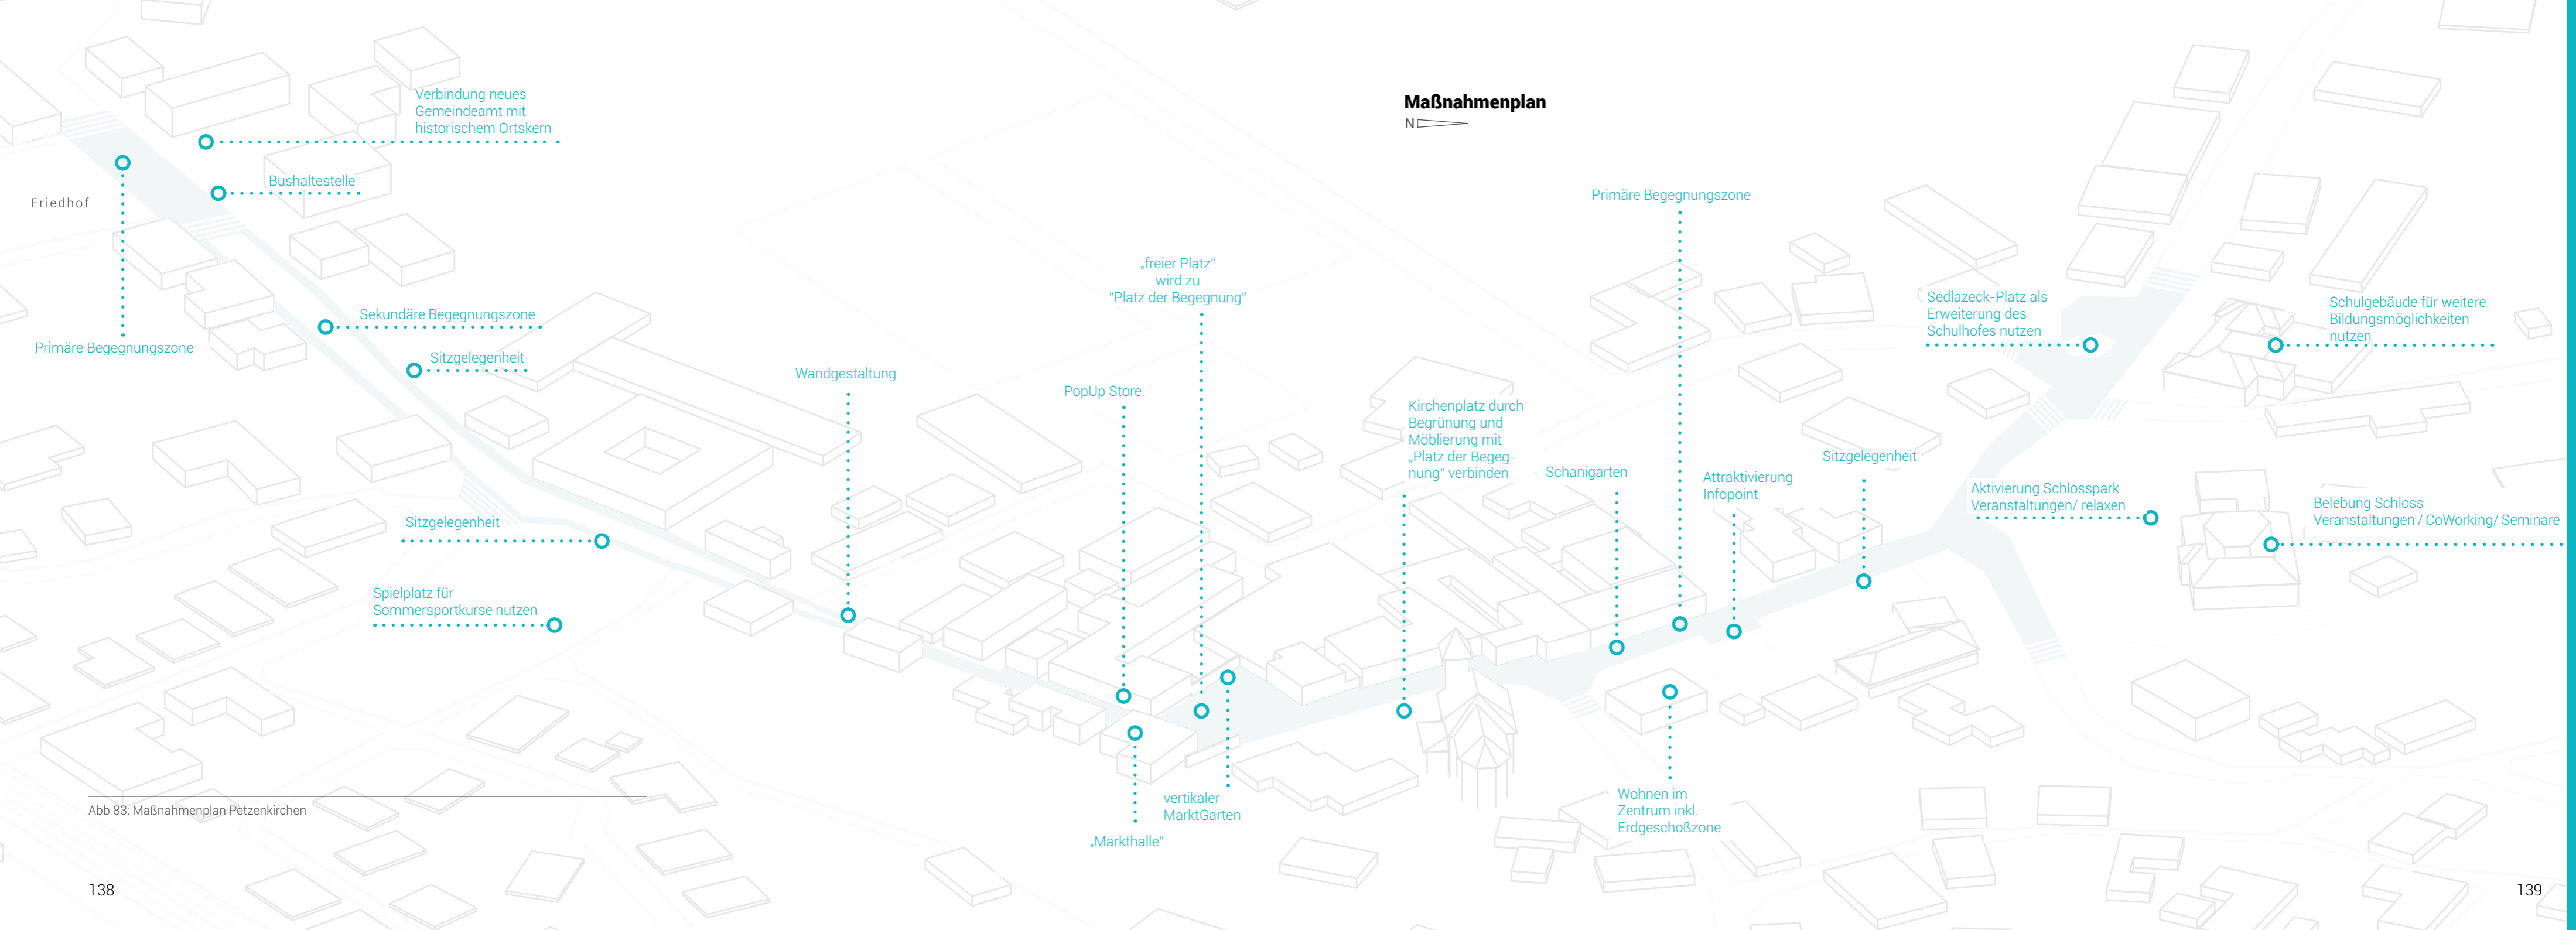 Maßnahmenplan
N
Verbindung neues
Gemeindeamt mit
historischem Ortskern
Bushaltestelle
Friedhof
Primäre Begegnungszone
Sekundäre Begegnungszone
Sitzgelegenheit
Sitzgelegenheit
Spielplatz für
Sommersportkurse nutzen
Wandgestaltung
PopUp Store
„freier Platz“
wird zu
"Platz der Begegnung"
„Markthalle“
vertikaler
MarktGarten
Kirchenplatz durch
Begrünung und
Möblierung mit
„Platz der Begeg-
nung“ verbinden
Schanigarten
Primäre Begegnungszone
Attraktivierung
Infopoint
Wohnen im
Zentrum inkl.
Erdgeschoßzone
Sitzgelegenheit
Sedlazeck-Platz als
Erweiterung des
Schulhofes nutzen
Aktivierung Schlosspark
Veranstaltungen/ relaxen
Schulgebäude für weitere
Bildungsmöglichkeiten
nutzen
Belebung Schloss
Veranstaltungen / CoWorking/ Seminare
Abb 83: Maßnahmenplan Petzenkirchen
138
139